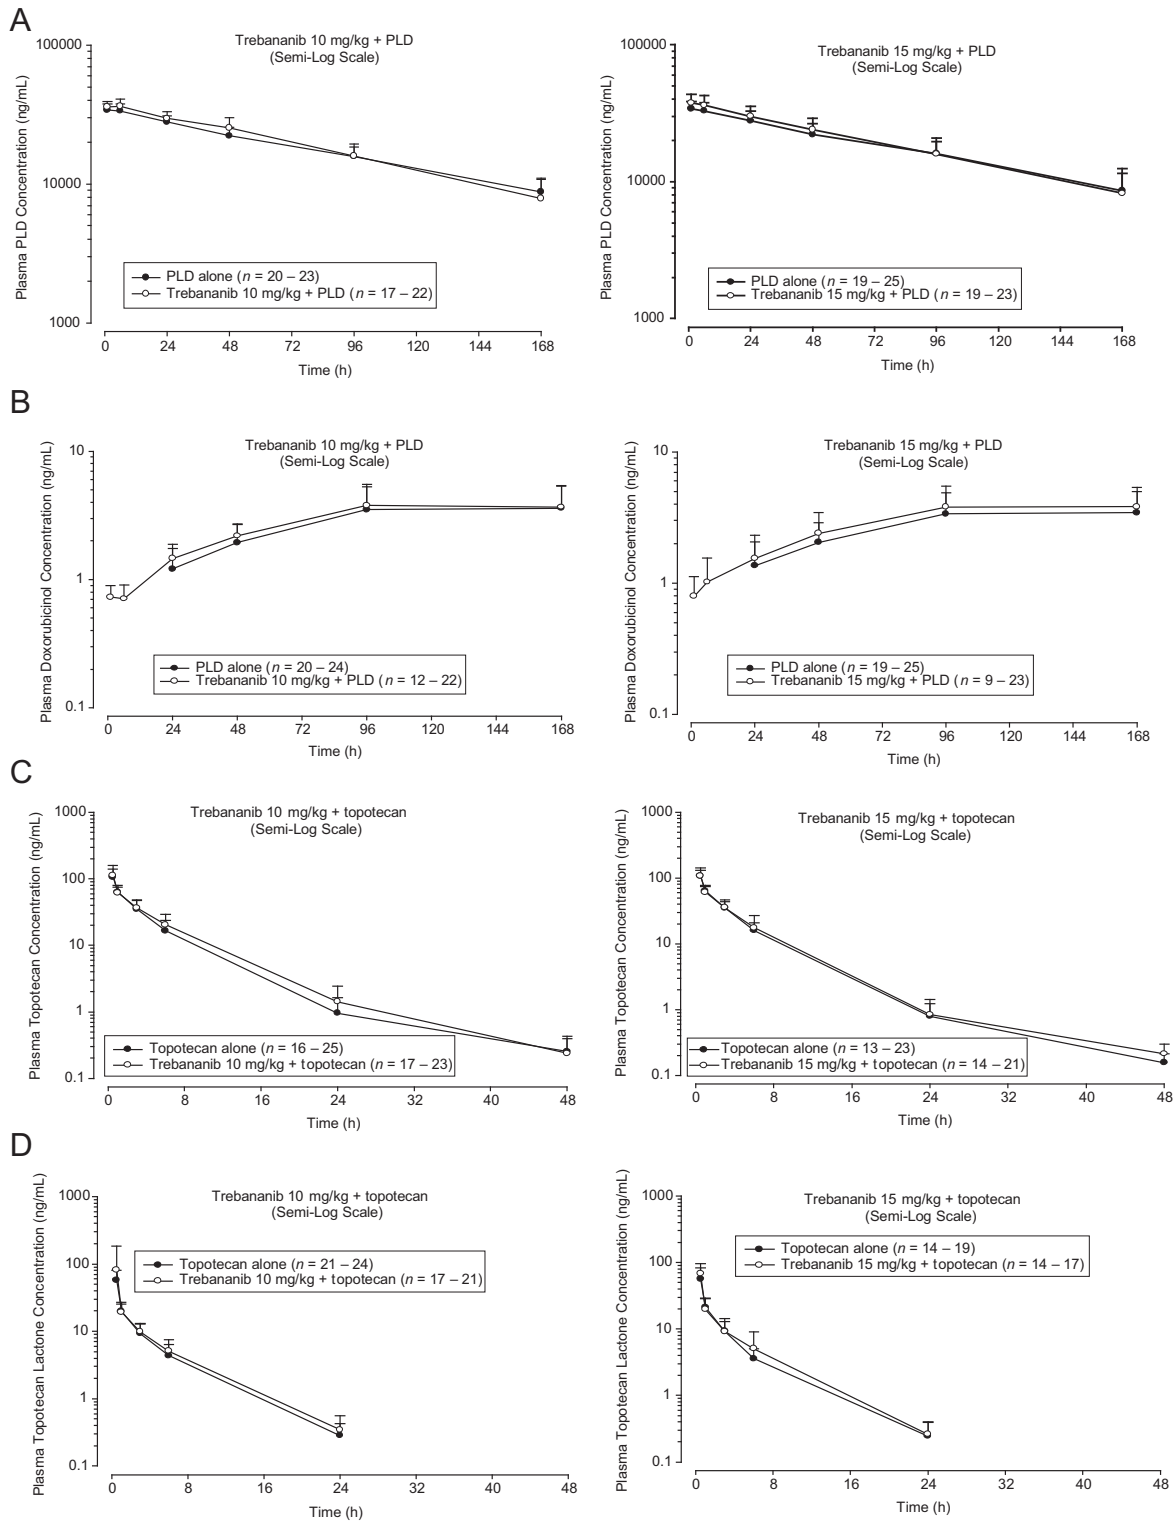 A
Trebananib 10 mg/kg + PLD
(Semi-Log Scale)
Plasma PLD Concentration (ng/mL)
100000
10000
1000
PLD alone (n = 20 – 23)
Trebananib 10 mg/kg + PLD (n = 17 – 22)
0 24 48 72 96 120 144 168
Time (h)
Trebananib 15 mg/kg + PLD
(Semi-Log Scale)
Plasma PLD Concentration (ng/mL)
100000
10000
1000
PLD alone (n = 19 – 25)
Trebananib 15 mg/kg + PLD (n = 19 – 23)
0 24 48 72 96 120 144 168
Time (h)
B
Trebananib 10 mg/kg + PLD
(Semi-Log Scale)
Plasma Doxorubicinol Concentration (ng/mL)
10
1
0.1
PLD alone (n = 20 – 24)
Trebananib 10 mg/kg + PLD (n = 12 – 22)
0 24 48 72 96 120 144 168
Time (h)
Trebananib 15 mg/kg + PLD
(Semi-Log Scale)
Plasma Doxorubicinol Concentration (ng/mL)
10
1
0.1
PLD alone (n = 19 – 25)
Trebananib 15 mg/kg + PLD (n = 9 – 23)
0 24 48 72 96 120 144 168
Time (h)
C
Trebananib 10 mg/kg + topotecan
(Semi-Log Scale)
Plasma Topotecan Concentration (ng/mL)
1000
100
10
1
0.1
Topotecan alone (n = 16 – 25)
Trebananib 10 mg/kg + topotecan (n = 17 – 23)
0 8 16 24 32 40 48
Time (h)
Trebananib 15 mg/kg + topotecan
(Semi-Log Scale)
Plasma Topotecan Concentration (ng/mL)
1000
100
10
1
0.1
Topotecan alone (n = 13 – 23)
Trebananib 15 mg/kg + topotecan (n = 14 – 21)
0 8 16 24 32 40 48
Time (h)
D
Trebananib 10 mg/kg + topotecan
(Semi-Log Scale)
Plasma Topotecan Lactone Concentration (ng/mL)
1000
100
10
1
0.1
Topotecan alone (n = 21 – 24)
Trebananib 10 mg/kg + topotecan (n = 17 – 21)
0 8 16 24 32 40 48
Time (h)
Trebananib 15 mg/kg + topotecan
(Semi-Log Scale)
Plasma Topotecan Lactone Concentration (ng/mL)
1000
100
10
1
0.1
Topotecan alone (n = 14 – 19)
Trebananib 15 mg/kg + topotecan (n = 14 – 17)
0 8 16 24 32 40 48
Time (h)